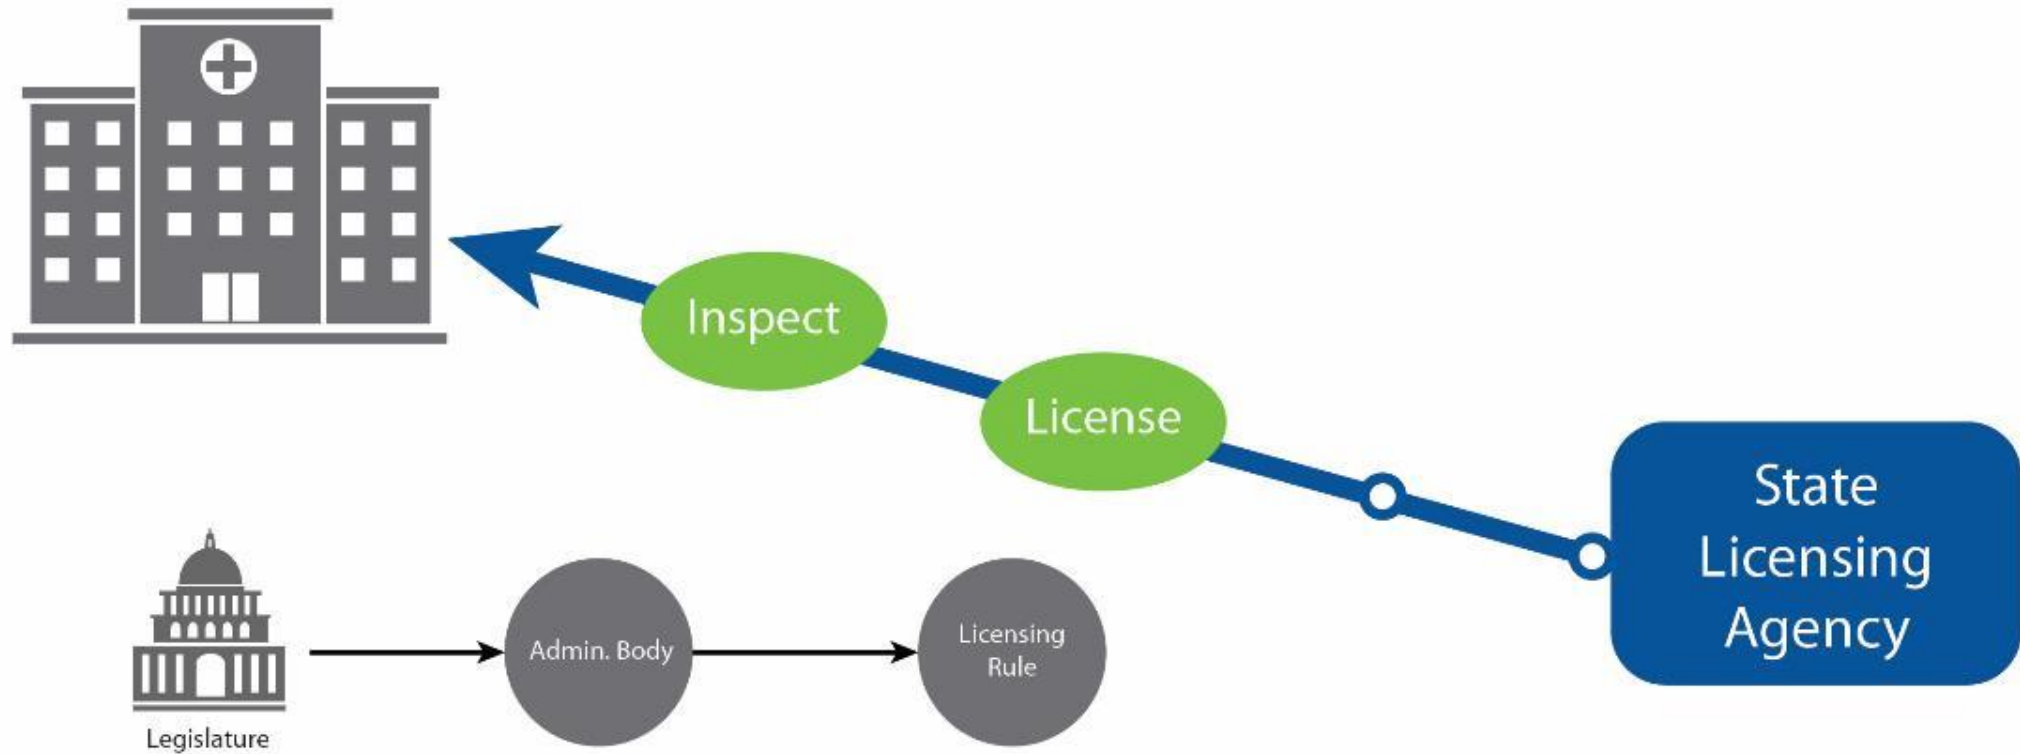 Inspect
License
State
Licensing
Agency
Admin. Body
Licensing
Rule
Legislature